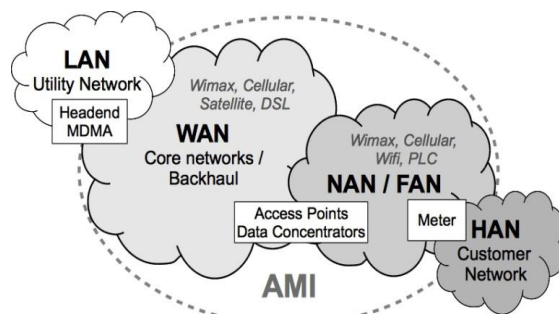 LAN
Utility Network
Headend
MDMA
Wimax, Cellular,
Satellite, DSL
WAN
Core networks /
Backhaul
Wimax, Cellular,
Wifi, PLC
NAN / FAN
Access Points
Data Concentrators
Meter
HAN
Customer
Network
AMI